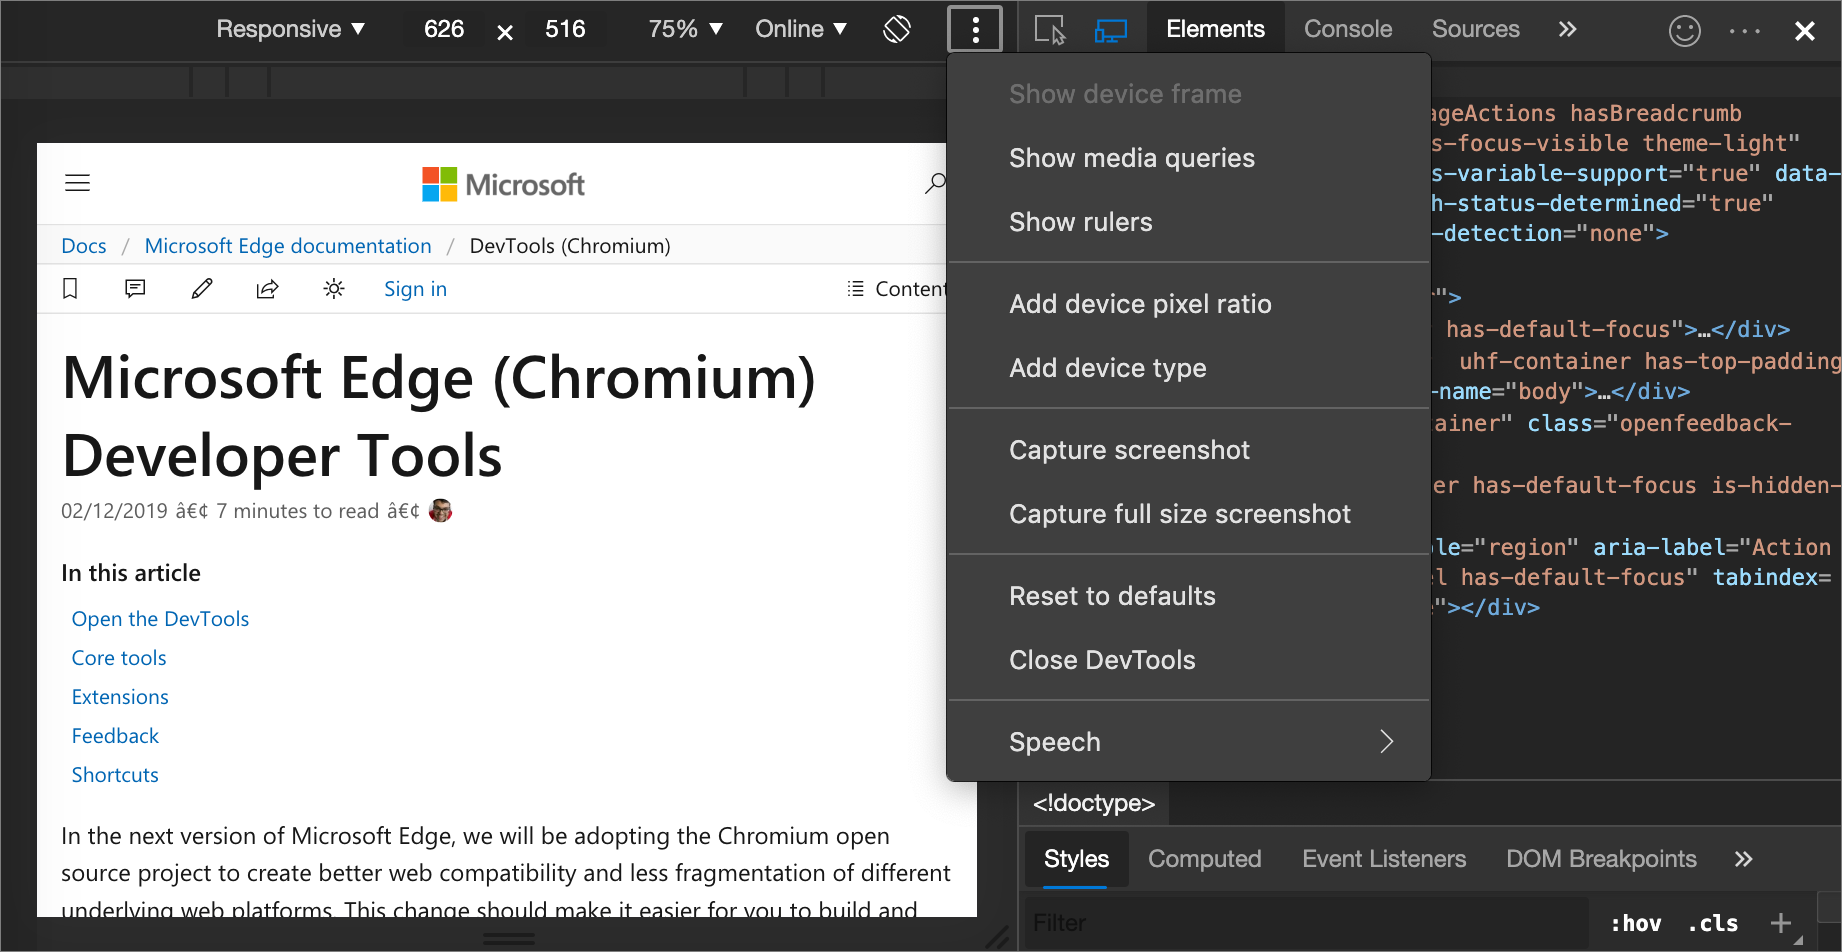 Responsive ▼ 626 × 516 75% ▼ Online ▼
Elements Console Sources »
Show device frame
Show media queries
Show rulers
Add device pixel ratio
Add device type
Capture screenshot
Capture full size screenshot
Reset to defaults
Close DevTools
Speech
Microsoft
Docs / Microsoft Edge documentation / DevTools (Chromium)
Sign in
Content
Microsoft Edge (Chromium)
Developer Tools
02/12/2019 â€¢ 7 minutes to read â€¢
In this article
Open the DevTools
Core tools
Extensions
Feedback
Shortcuts
In the next version of Microsoft Edge, we will be adopting the Chromium open
source project to create better web compatibility and less fragmentation of different
underlying web platforms. This change should make it easier for you to build and
ageActions hasBreadcrumb
s-focus-visible theme-light"
s-variable-support="true" data-
h-status-determined="true"
-detection="none">
">
has-default-focus">…</div>
uhf-container has-top-padding
-name="body">…</div>
ainer" class="openfeedback-
er has-default-focus is-hidden-
le="region" aria-label="Action
el has-default-focus" tabindex=
"></div>
<!doctype>
Styles Computed Event Listeners DOM Breakpoints »
Filter :hov .cls +